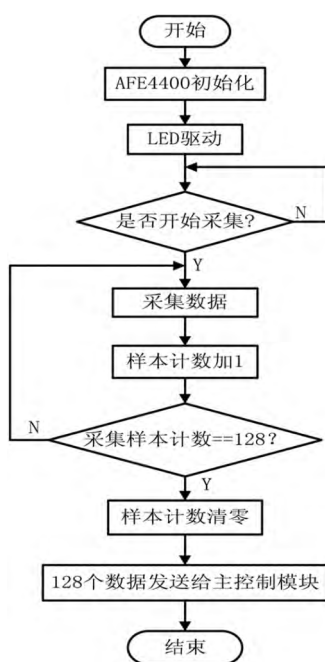 开始
AFE4400初始化
LED驱动
是否开始采集?
N
Y
采集数据
样本计数加1
N
采集样本计数==128?
Y
样本计数清零
128个数据发送给主控制模块
结束